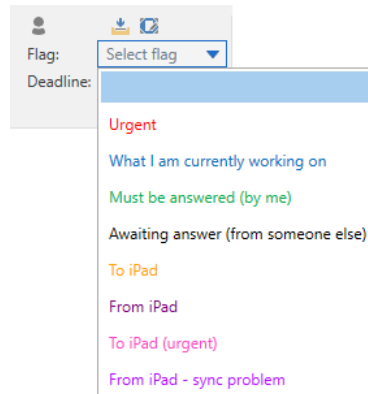 Flag:
Select flag
Deadline:
Urgent
What I am currently working on
Must be answered (by me)
Awaiting answer (from someone else)
To iPad
From iPad
To iPad (urgent)
From iPad - sync problem